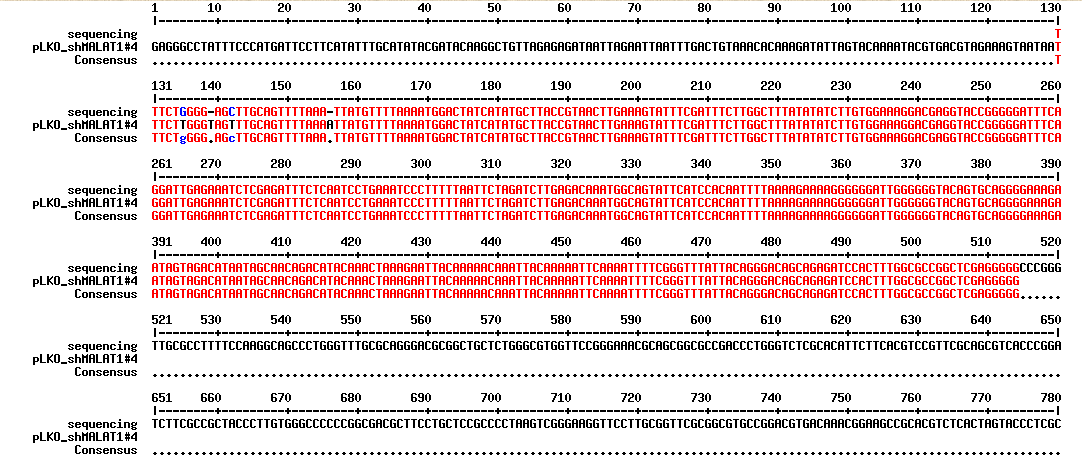 1 10 20 30 40 50 60 70 80 90 100 110 120 130
sequencing T
pLKO_shMALAT1#4 GAGGGCCTATTTCCCATGATTCCTTCATATTTGCATATACGATACAAGGCTGTTAGAGAGATAATTAGAATTAATTTGACTGTAAACACAAAGATATTAGTACAAAATACGTGACGTAGAAAGTAATAAT
Consensus .................................................................................................................................T
131 140 150 160 170 180 190 200 210 220 230 240 250 260
sequencing TTCTGGGG-AGCTTGCAGTTTTAAA-TTATGTTTTAAAATGGACTATCATATGCTTACCGTAACTTGAAAGTATTTCGATTTCTTGGCTTTATATATCTTGTGGAAAGGACGAGGTACCGGGGGATTTCA
pLKO_shMALAT1#4 TTCTTGGGTAGTTTGCAGTTTTAAAATTATGTTTTAAAATGGACTATCATATGCTTACCGTAACTTGAAAGTATTTCGATTTCTTGGCTTTATATATCTTGTGGAAAGGACGAGGTACCGGGGGATTTCA
Consensus TTCTgGGG.AGcTTGCAGTTTTAAA.TTATGTTTTAAAATGGACTATCATATGCTTACCGTAACTTGAAAGTATTTCGATTTCTTGGCTTTATATATCTTGTGGAAAGGACGAGGTACCGGGGGATTTCA
261 270 280 290 300 310 320 330 340 350 360 370 380 390
sequencing GGATTGAGAAATCTCGAGATTTCTCAATCCTGAAATCCCTTTTTAATTCTAGATCTTGAGACAAATGGCAGTATTCATCCACAATTTTAAAAGAAAAGGGGGGATTGGGGGGTACAGTGCAGGGGAAAGA
pLKO_shMALAT1#4 GGATTGAGAAATCTCGAGATTTCTCAATCCTGAAATCCCTTTTTAATTCTAGATCTTGAGACAAATGGCAGTATTCATCCACAATTTTAAAAGAAAAGGGGGGATTGGGGGGTACAGTGCAGGGGAAAGA
Consensus GGATTGAGAAATCTCGAGATTTCTCAATCCTGAAATCCCTTTTTAATTCTAGATCTTGAGACAAATGGCAGTATTCATCCACAATTTTAAAAGAAAAGGGGGGATTGGGGGGTACAGTGCAGGGGAAAGA
391 400 410 420 430 440 450 460 470 480 490 500 510 520
sequencing ATAGTAGACATAATAGCAACAGACATACAAACTAAAGAATTACAAAAACAAATTACAAAAATTCAAAATTTTCGGGTTTATTACAGGGACAGCAGAGATCCACTTTGGCGCCGGCTCGAGGGGGCCCGGG
pLKO_shMALAT1#4 ATAGTAGACATAATAGCAACAGACATACAAACTAAAGAATTACAAAAACAAATTACAAAAATTCAAAATTTTCGGGTTTATTACAGGGACAGCAGAGATCCACTTTGGCGCCGGCTCGAGGGGG
Consensus ATAGTAGACATAATAGCAACAGACATACAAACTAAAGAATTACAAAAACAAATTACAAAAATTCAAAATTTTCGGGTTTATTACAGGGACAGCAGAGATCCACTTTGGCGCCGGCTCGAGGGGG......
521 530 540 550 560 570 580 590 600 610 620 630 640 650
sequencing TTGCGCCTTTTCCAAGGCAGCCCTGGGTTTGCGCAGGGACGCGGCTGCTCTGGGCGTGGTTCCGGGAAACGCAGCGGCGCCGACCCTGGGTCTCGCACATTCTTCACGTCCGTTCGCAGCGTCACCCGGA
pLKO_shMALAT1#4
Consensus ..................................................................................................................................
651 660 670 680 690 700 710 720 730 740 750 760 770 780
sequencing TCTTCGCCGCTACCCTTGTGGGCCCCCCGGCGACGCTTCCTGCTCCGCCCCTAAGTCGGGAAGGTTCCTTGCGGTTCGCGGCGTGCCGGACGTGACAAACGGAAGCCGCACGTCTCACTAGTACCCTCGC
pLKO_shMALAT1#4
Consensus ..................................................................................................................................